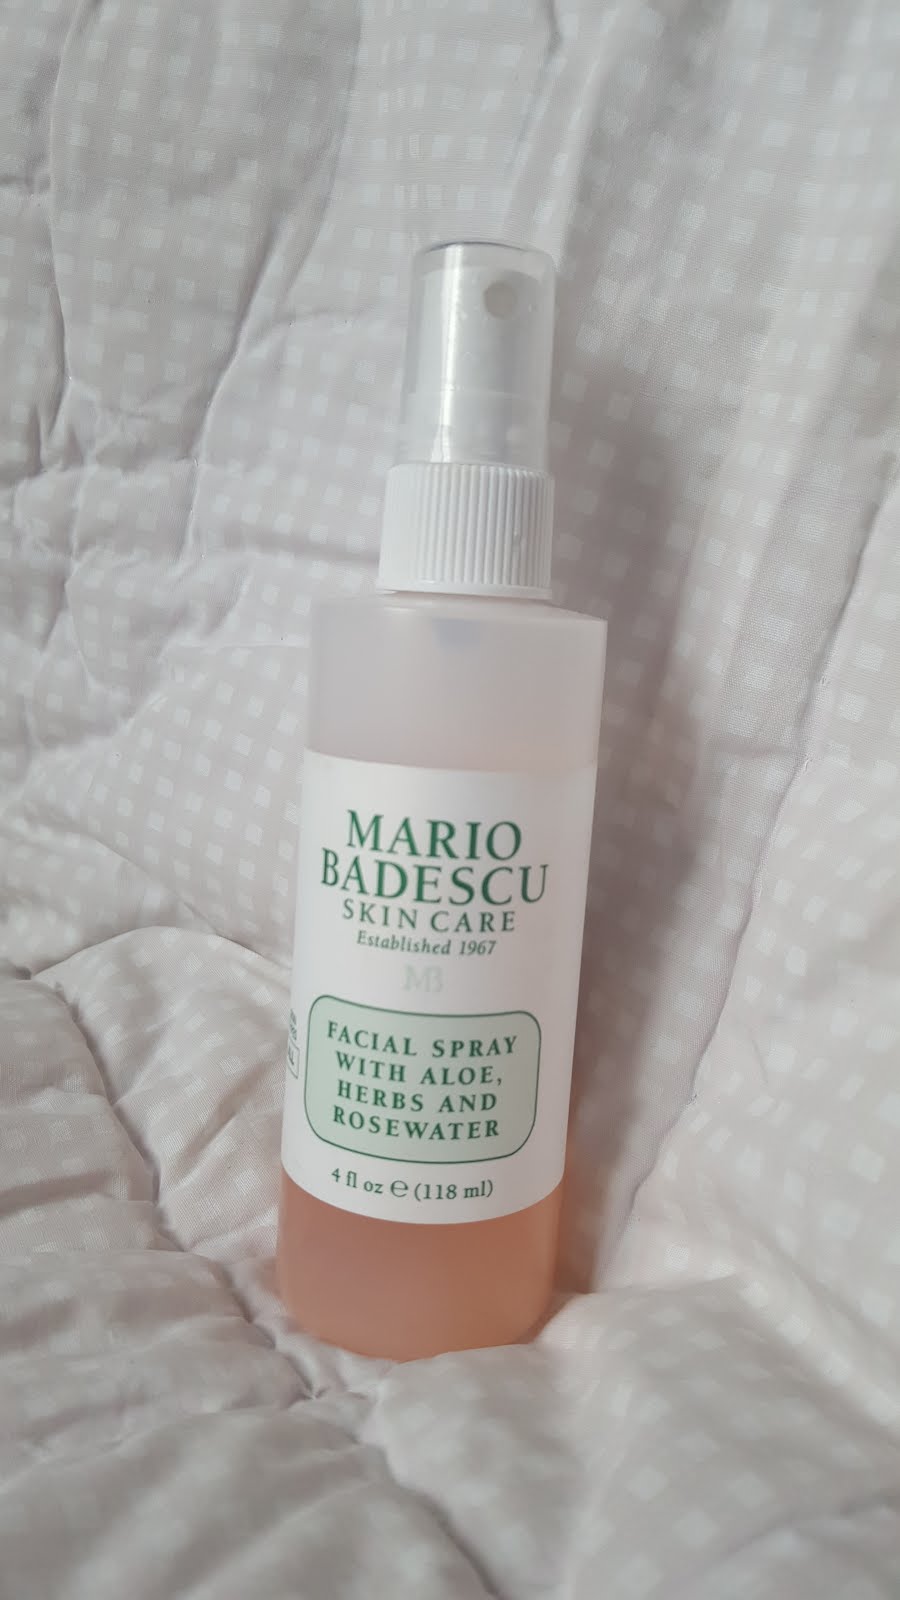 MARIO
BADESCU
SKIN CARE
Established 1967
MB
FACIAL SPRAY
WITH ALOE,
HERBS AND
ROSEWATER
4 fl oz ℮ (118 ml)